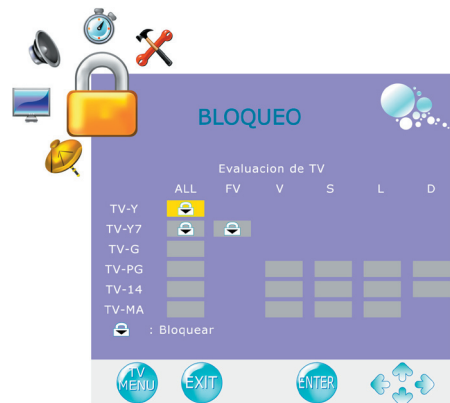 BLOQUEO
Evaluacion de TV
ALL FV V S L D
TV-Y
TV-Y7
TV-G
TV-PG
TV-14
TV-MA
: Bloquear
TV MENU EXIT ENTER